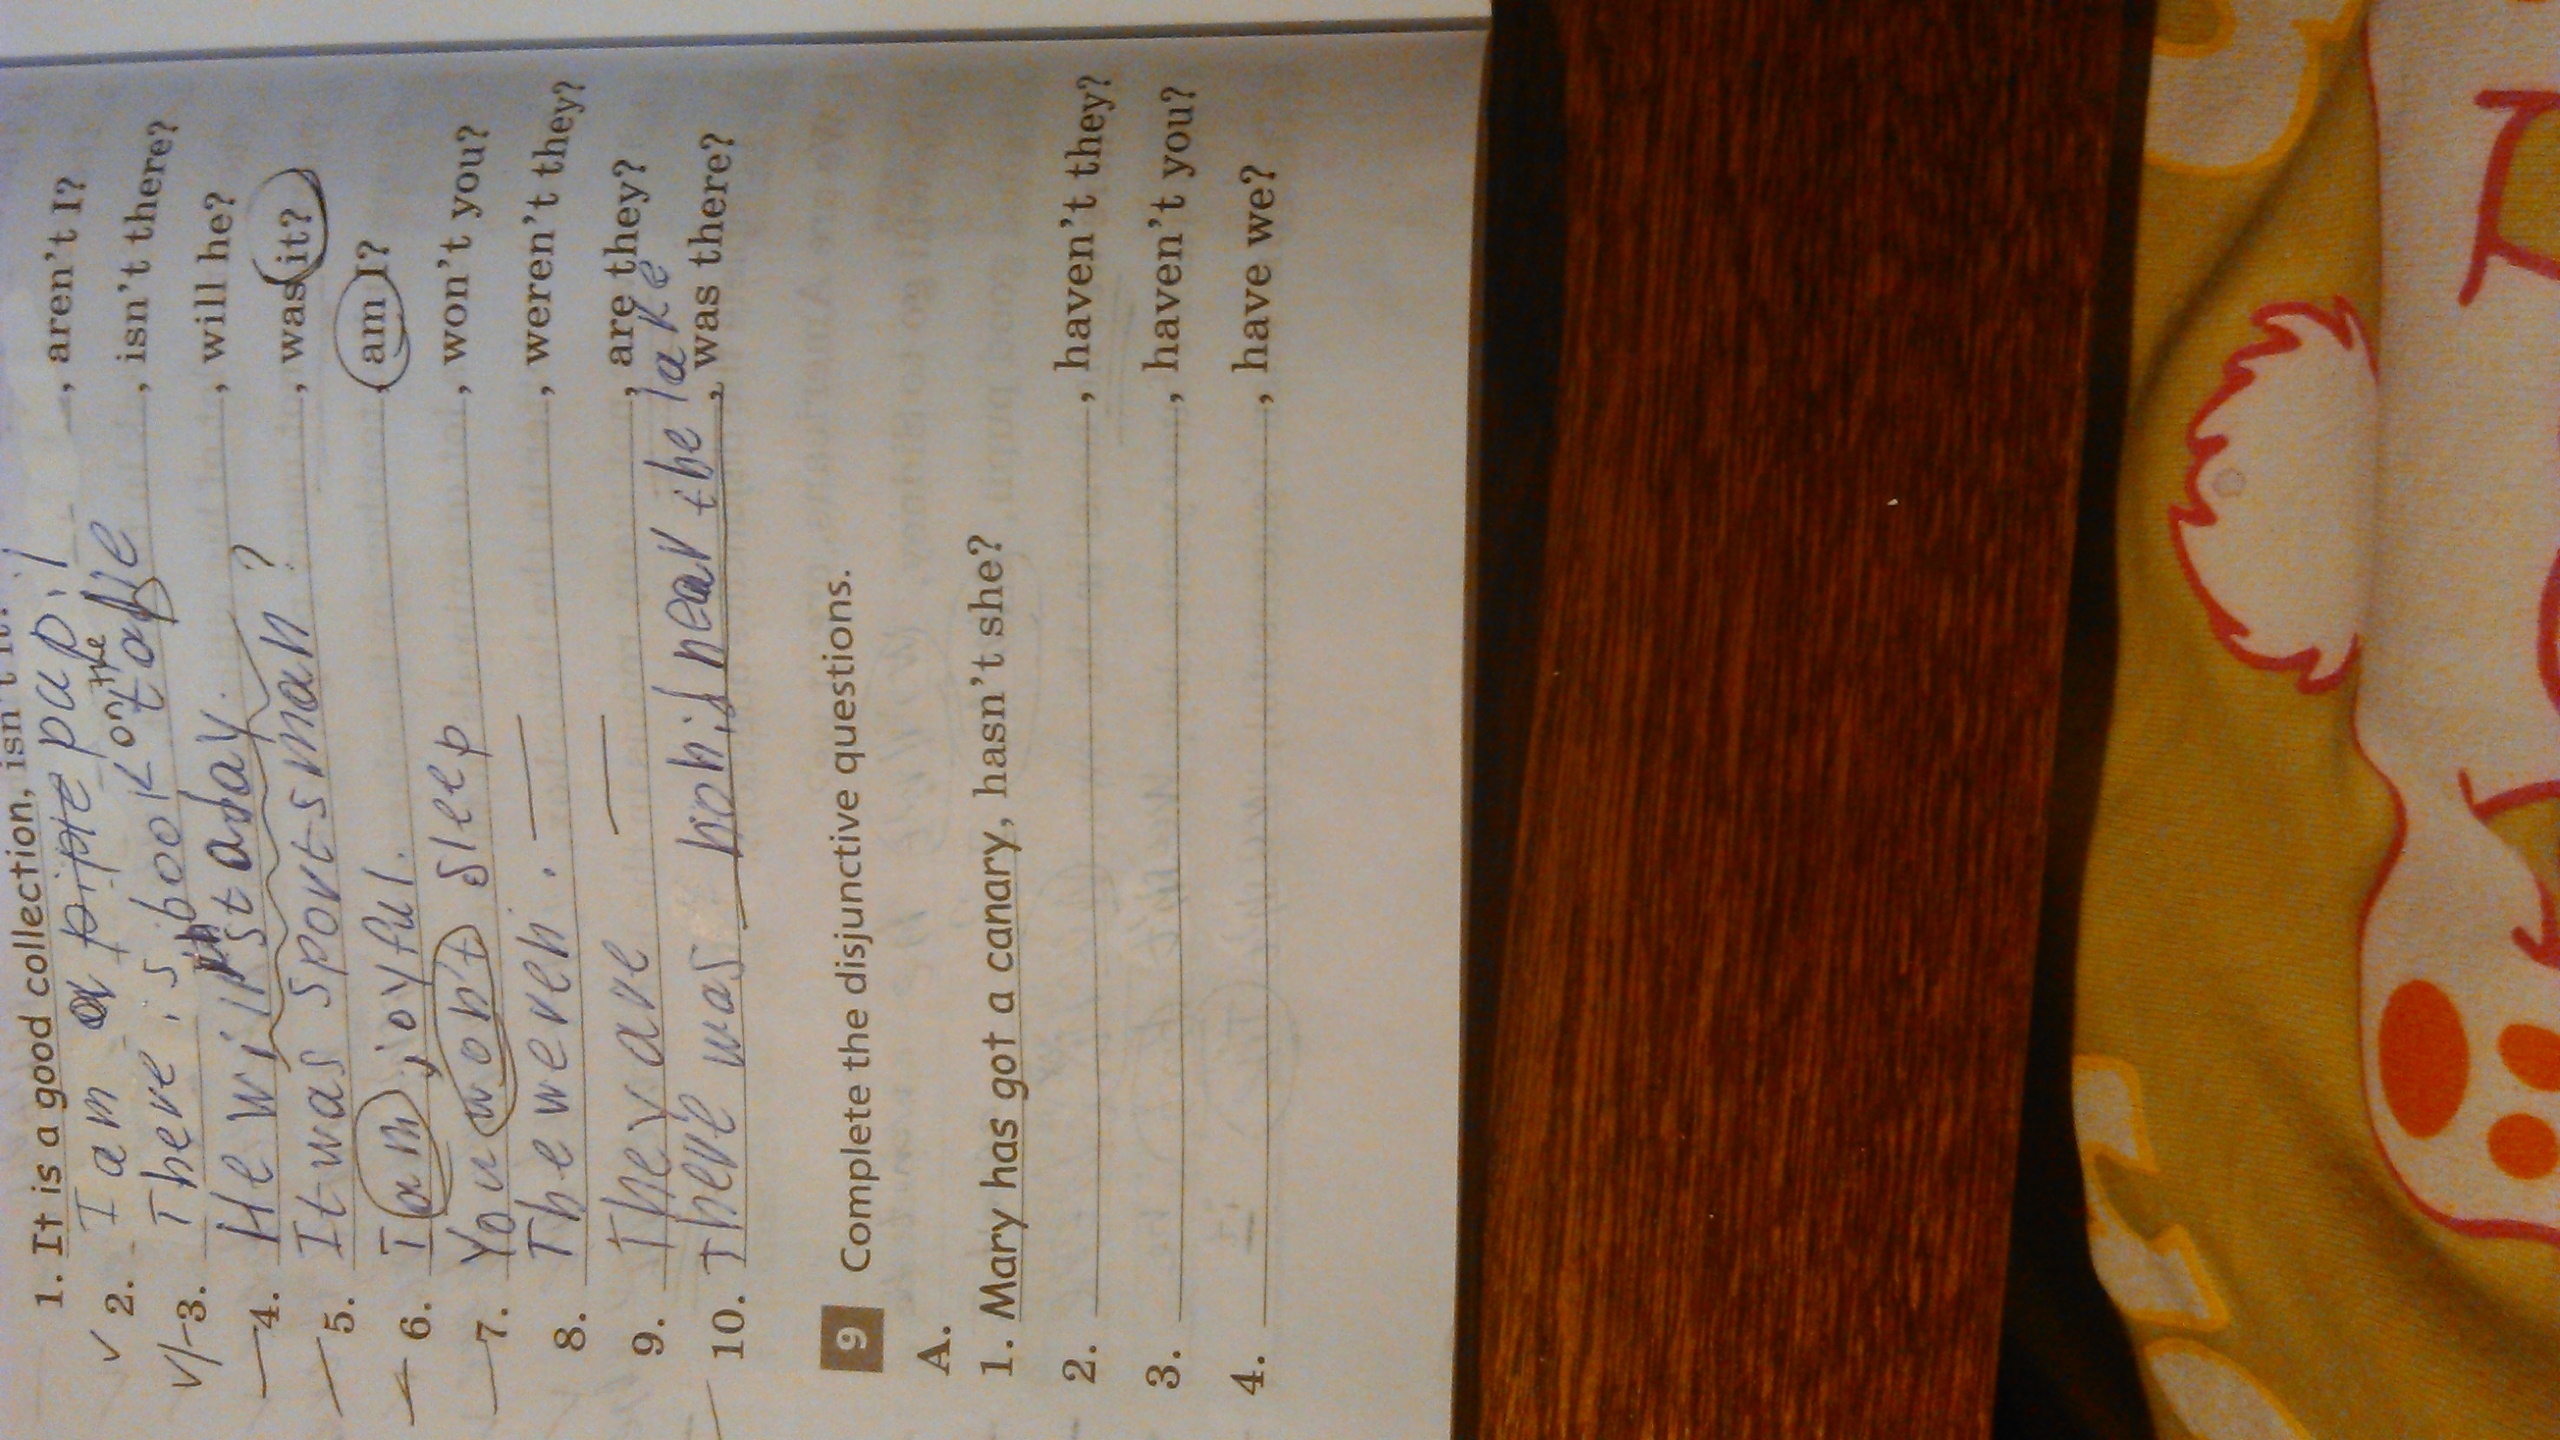 1. It is a good collection, isn't it?
2. I am a pupil, aren't I?
3. There is book on the table, isn't there?
4. He will, will he?
5. It was sportsman?, was it?
6. I am joyful., am I?
7. You won't sleep, won't you?
8. The weren. —, weren't they?
9. They are —, are they?
10. There was near the lake, was there?
9 Complete the disjunctive questions.
A.
1. Mary has got a canary, hasn't she?
2. , haven't they?
3. , haven't you?
4. , have we?